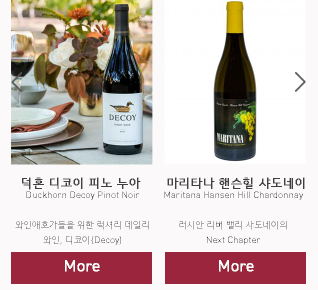 DECOY
MARITANA
덕혼 디코이 피노 누아
Duckhorn Decoy Pinot Noir
와인애호가들을 위한 럭셔리 데일리
와인, 디코이(Decoy)
More
마리타나 핸슨힐 샤도네이
Maritana Hansen Hill Chardonnay
러시안 리버 밸리 샤도네이의
Next Chapter
More